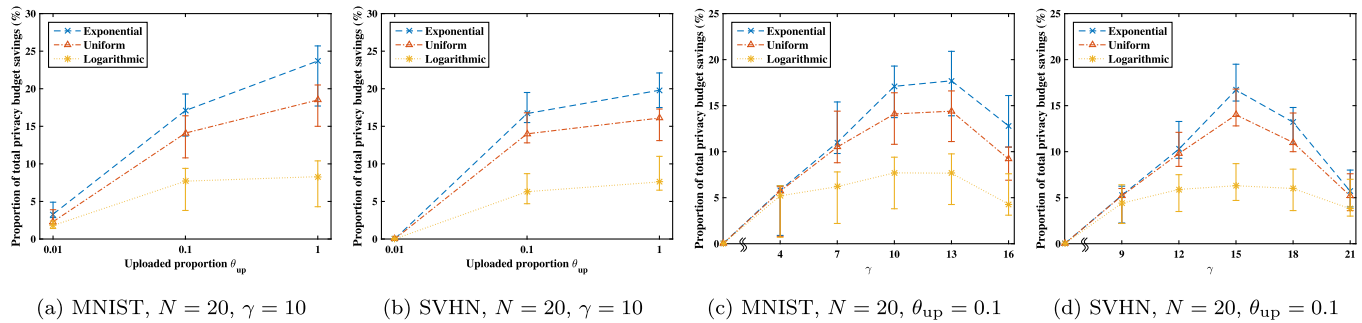 Proportion of total privacy budget savings (%)
30
25
20
15
10
5
0
Exponential
Uniform
Logarithmic
0.01
0.1
1
Uploaded proportion θup
(a) MNIST, N = 20, γ = 10
Proportion of total privacy budget savings (%)
30
25
20
15
10
5
0
Exponential
Uniform
Logarithmic
0.01
0.1
1
Uploaded proportion θup
(b) SVHN, N = 20, γ = 10
Proportion of total privacy budget savings (%)
25
20
15
10
5
0
Exponential
Uniform
Logarithmic
4
7
10
13
16
γ
(c) MNIST, N = 20, θup = 0.1
Proportion of total privacy budget savings (%)
25
20
15
10
5
0
Exponential
Uniform
Logarithmic
9
12
15
18
21
γ
(d) SVHN, N = 20, θup = 0.1